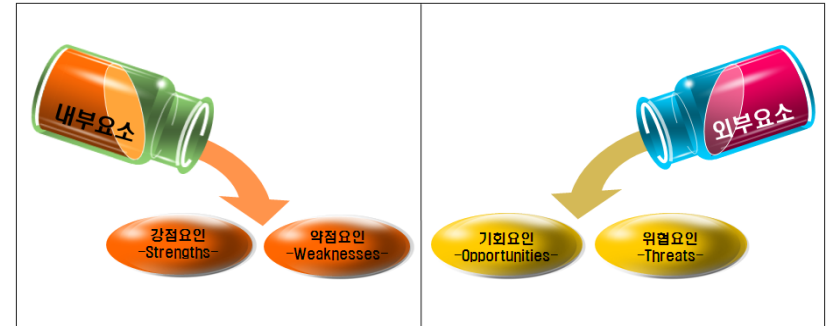 내부요소
강점요인
-Strengths-
약점요인
-Weaknesses-
외부요소
기회요인
-Opportunities-
위협요인
-Threats-